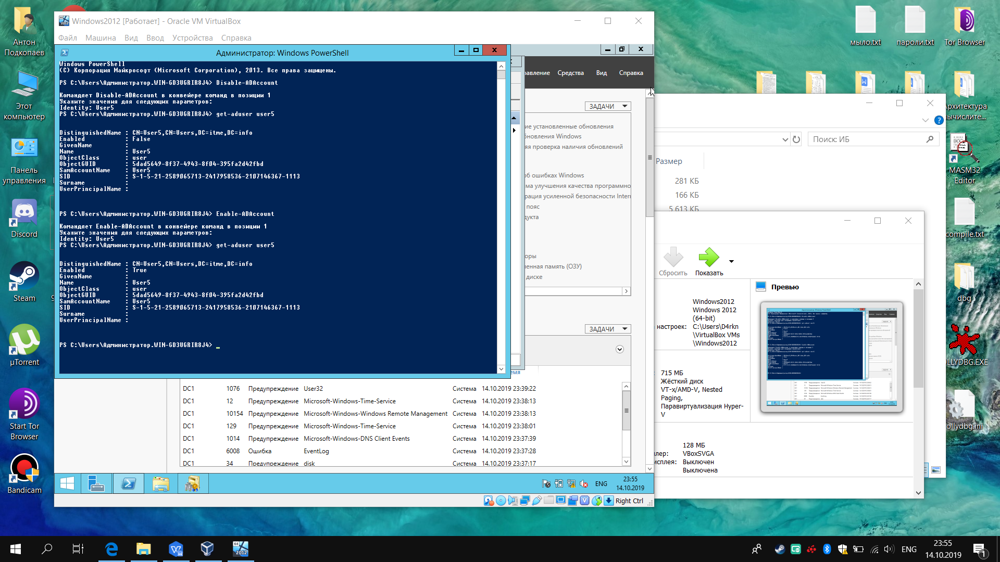 Антон
Подкопаев
Этот
компьютер
Панель
управления
Discord
Steam
µTorrent
Start Tor
Browser
Bandicam
Windows2012 [Работает] - Oracle VM VirtualBox
Файл Машина Вид Ввод Устройства Справка
Администратор: Windows PowerShell
Windows PowerShell
(C) Корпорация Майкрософт (Microsoft Corporation), 2013. Все права защищены.
PS C:\Users\Администратор.WIN-GD3UGRIR8J4> Disable-ADAccount
Командлет Disable-ADAccount в конвейере команд в позиции 1
Укажите значения для следующих параметров:
Identity: User5
PS C:\Users\Администратор.WIN-GD3UGRIR8J4> get-aduser user5
DistinguishedName : CN=User5,CN=Users,DC=itme,DC=info
Enabled : False
GivenName :
Name : User5
ObjectClass : user
ObjectGUID : 5dad5649-8f37-4943-8f04-395fa2d42fbd
SamAccountName : User5
SID : S-1-5-21-2589065713-2417958536-2107146367-1113
Surname :
UserPrincipalName :
PS C:\Users\Администратор.WIN-GD3UGRIR8J4> Enable-ADAccount
Командлет Enable-ADAccount в конвейере команд в позиции 1
Укажите значения для следующих параметров:
Identity: User5
PS C:\Users\Администратор.WIN-GD3UGRIR8J4> get-aduser user5
DistinguishedName : CN=User5,CN=Users,DC=itme,DC=info
Enabled : True
GivenName :
Name : User5
ObjectClass : user
ObjectGUID : 5dad5649-8f37-4943-8f04-395fa2d42fbd
SamAccountName : User5
SID : S-1-5-21-2589065713-2417958536-2107146367-1113
Surname :
UserPrincipalName :
PS C:\Users\Администратор.WIN-GD3UGRIR8J4> _
равление Средства Вид Справка
ЗАДАЧИ
ие установленные обновления
бновления Windows
яя проверка наличия обновлений
об ошибках Windows
ма улучшения качества программно
рация усиленной безопасности Inter
пояс
дукта
оры
енная память (ОЗУ)
диске
ЗАДАЧИ
емя
DC1 1076 Предупреждение User32 Система 14.10.2019 23:39:22
DC1 12 Предупреждение Microsoft-Windows-Time-Service Система 14.10.2019 23:38:13
DC1 10154 Предупреждение Microsoft-Windows-Windows Remote Management Система 14.10.2019 23:38:13
DC1 129 Предупреждение Microsoft-Windows-Time-Service Система 14.10.2019 23:38:01
DC1 1014 Предупреждение Microsoft-Windows-DNS Client Events Система 14.10.2019 23:37:39
DC1 6008 Ошибка EventLog Система 14.10.2019 23:37:28
DC1 34 Предупреждение disk Система 14.10.2019 23:37:17
ENG
23:55
14.10.2019
Right Ctrl
Поиск: ИБ
Размер
281 КБ
166 КБ
5 613 КБ
Сбросить Показать
Превью
Windows2012
Windows 2012
(64-bit)
настроек: C:\Users\D4rkn
\VirtualBox VMs
\Windows2012
715 МБ
Жёсткий диск
VT-x/AMD-V, Nested
Paging,
Паравиртуализация Hyper-
V
128 МБ
ллер: VBoxSVGA
исплея: Выключен
Выключена
мыло.txt
пароли.txt
Tor Browser
Архитектура
вычислите...
MASM32
Editor
compile.txt
dbg
OLLYDBG.EXE
ollydbg.ini
64
2012
ENG
23:55
14.10.2019
1